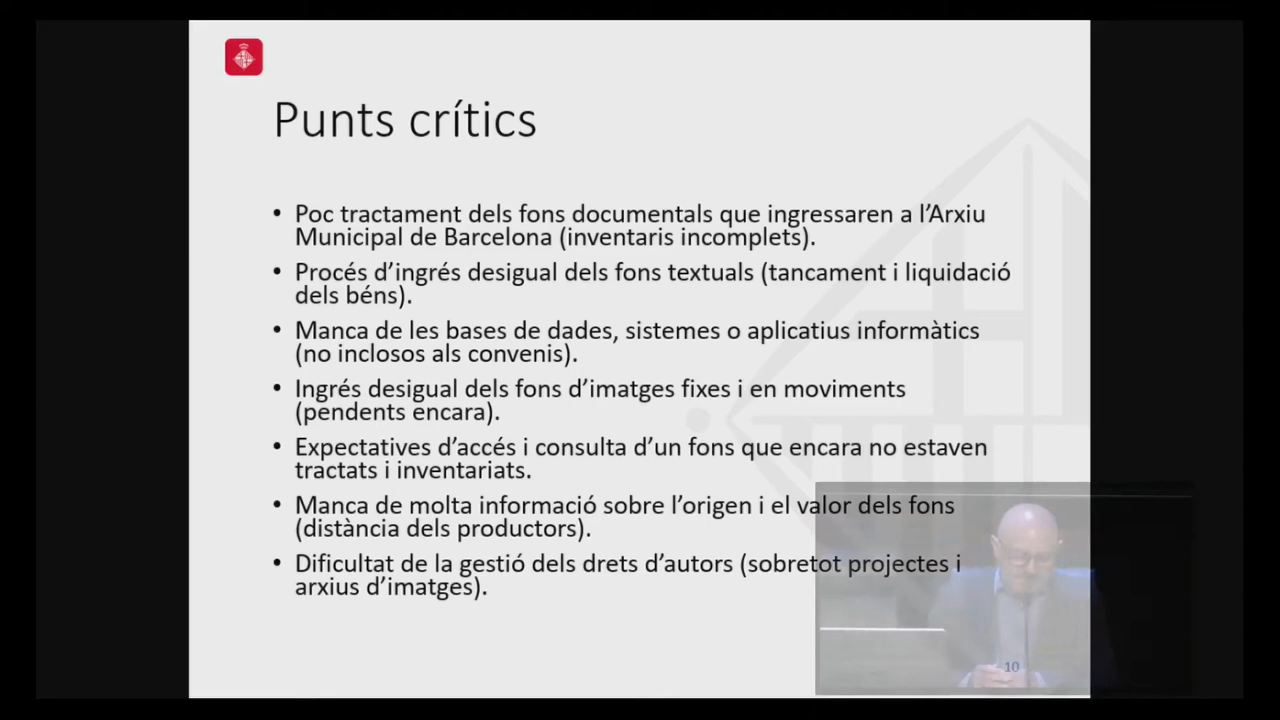 Punts crítics
• Poc tractament dels fons documentals que ingressaren a l’Arxiu
Municipal de Barcelona (inventaris incomplets).
• Procés d’ingrés desigual dels fons textuals (tancament i liquidació
dels béns).
• Manca de les bases de dades, sistemes o aplicatius informàtics
(no inclosos als convenis).
• Ingrés desigual dels fons d’imatges fixes i en moviments
(pendents encara).
• Expectatives d’accés i consulta d’un fons que encara no estaven
tractats i inventariats.
• Manca de molta informació sobre l’origen i el valor dels fons
(distància dels productors).
• Dificultat de la gestió dels drets d’autors (sobretot projectes i
arxius d’imatges).
10